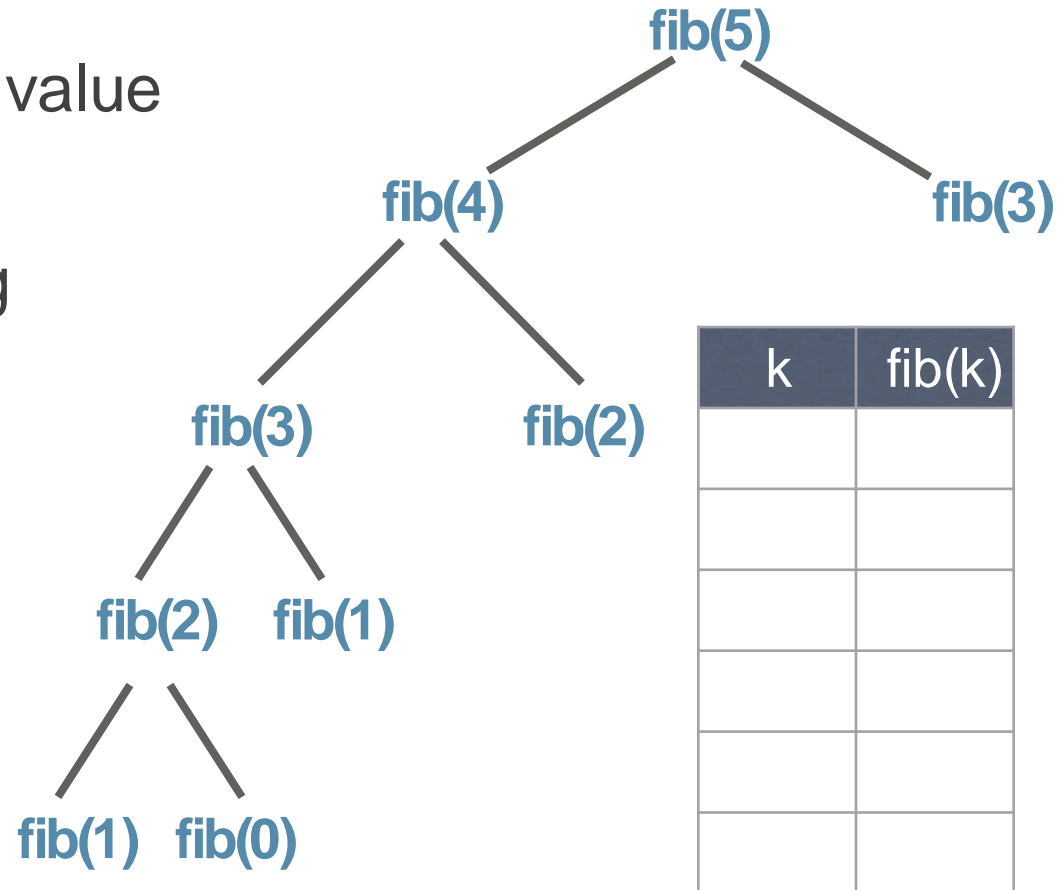 fib(5)
value
fib(4) fib(3)
g
k fib(k)
fib(3) fib(2)
fib(2) fib(1)
fib(1) fib(0)